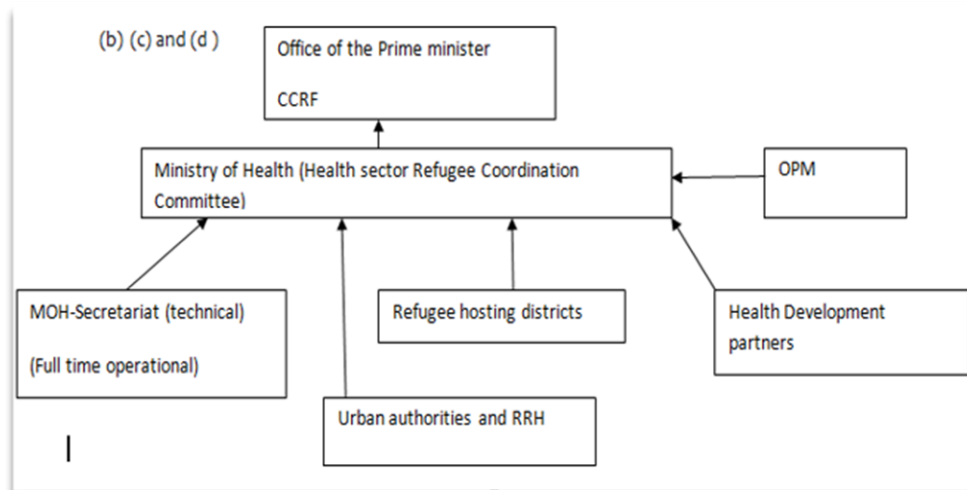 (b) (c) and (d )
Office of the Prime minister
CCRF
Ministry of Health (Health sector Refugee Coordination
Committee)
OPM
MOH-Secretariat (technical)
(Full time operational)
Refugee hosting districts
Health Development
partners
Urban authorities and RRH